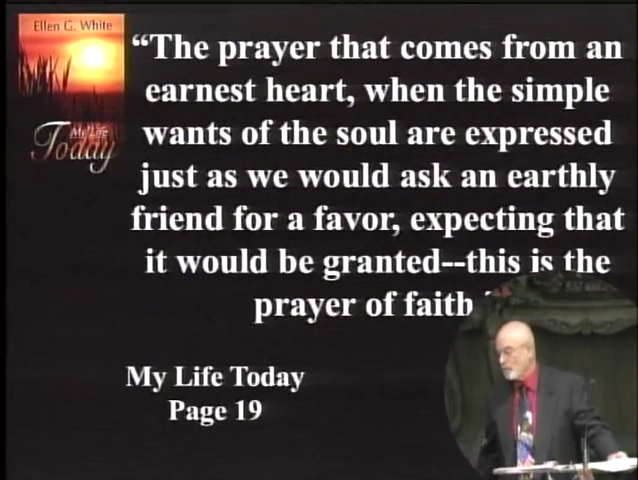 Ellen G. White
My Life
Today
“The prayer that comes from an
earnest heart, when the simple
wants of the soul are expressed
just as we would ask an earthly
friend for a favor, expecting that
it would be granted--this is the
prayer of faith
My Life Today
Page 19